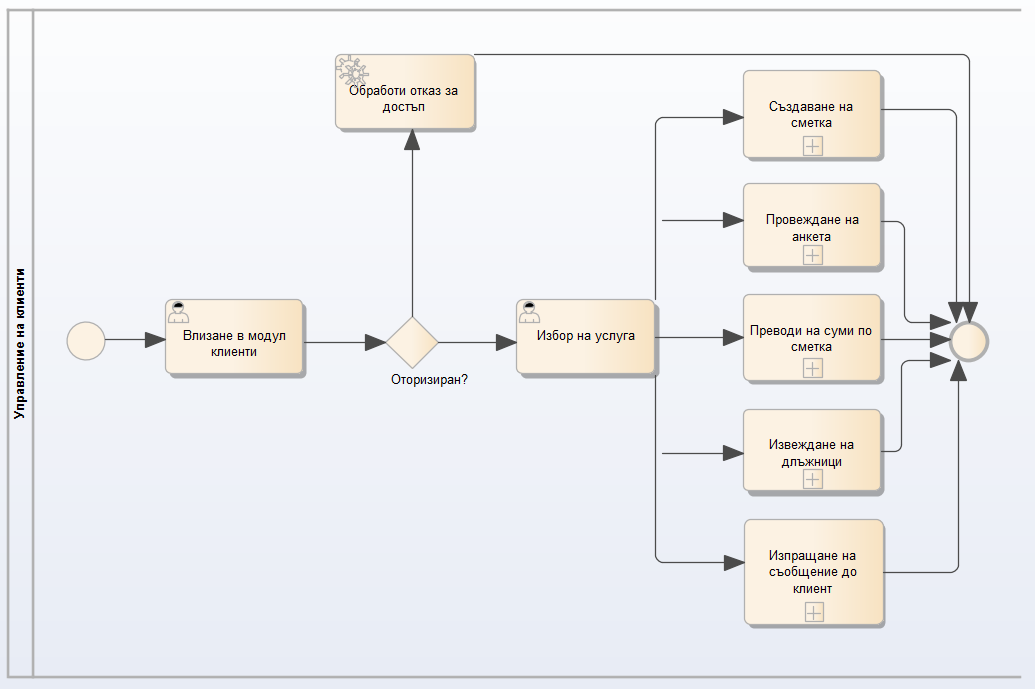 Управление на клиенти
Обработи отказ за
достъп
Влизане в модул
клиенти
Оторизиран?
Избор на услуга
Създаване на
сметка
Провеждане на
анкета
Преводи на суми по
сметка
Извеждане на
длъжници
Изпращане на
съобщение до
клиент